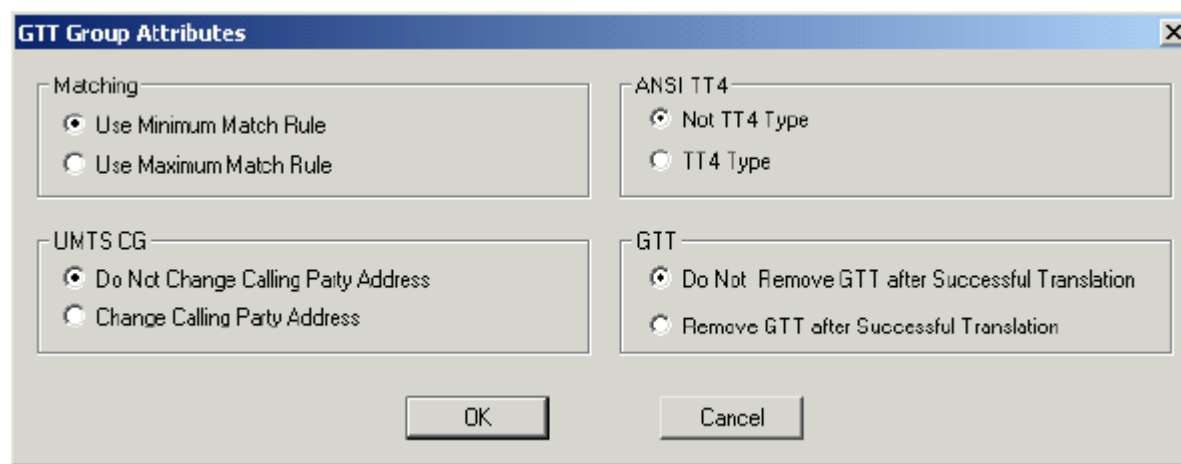 GTT Group Attributes
Matching
Use Minimum Match Rule
Use Maximum Match Rule
ANSI TT4
Not TT4 Type
TT4 Type
UMTS CG
Do Not Change Calling Party Address
Change Calling Party Address
GTT
Do Not Remove GTT after Successful Translation
Remove GTT after Successful Translation
OK
Cancel